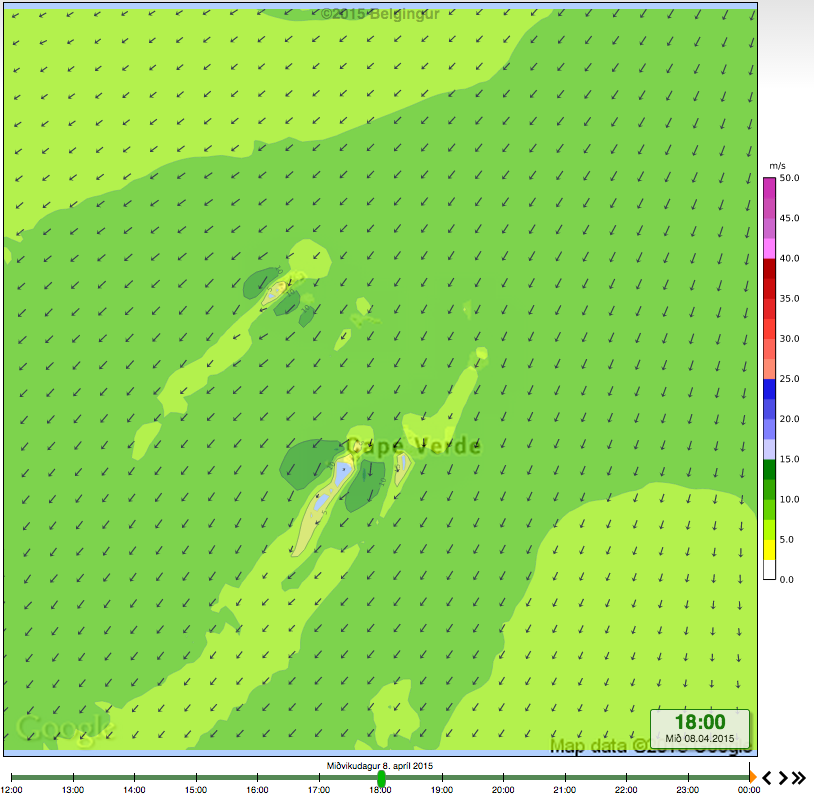 ©2015 Belgingur
m/s
50.0
45.0
40.0
35.0
30.0
25.0
20.0
15.0
10.0
5.0
0.0
Cape Verde
Google
18:00
Mið 08.04.2015
Map data ©2015 Google
Miðvikudagur 8. apríl 2015
12:00 13:00 14:00 15:00 16:00 17:00 18:00 19:00 20:00 21:00 22:00 23:00 00:00